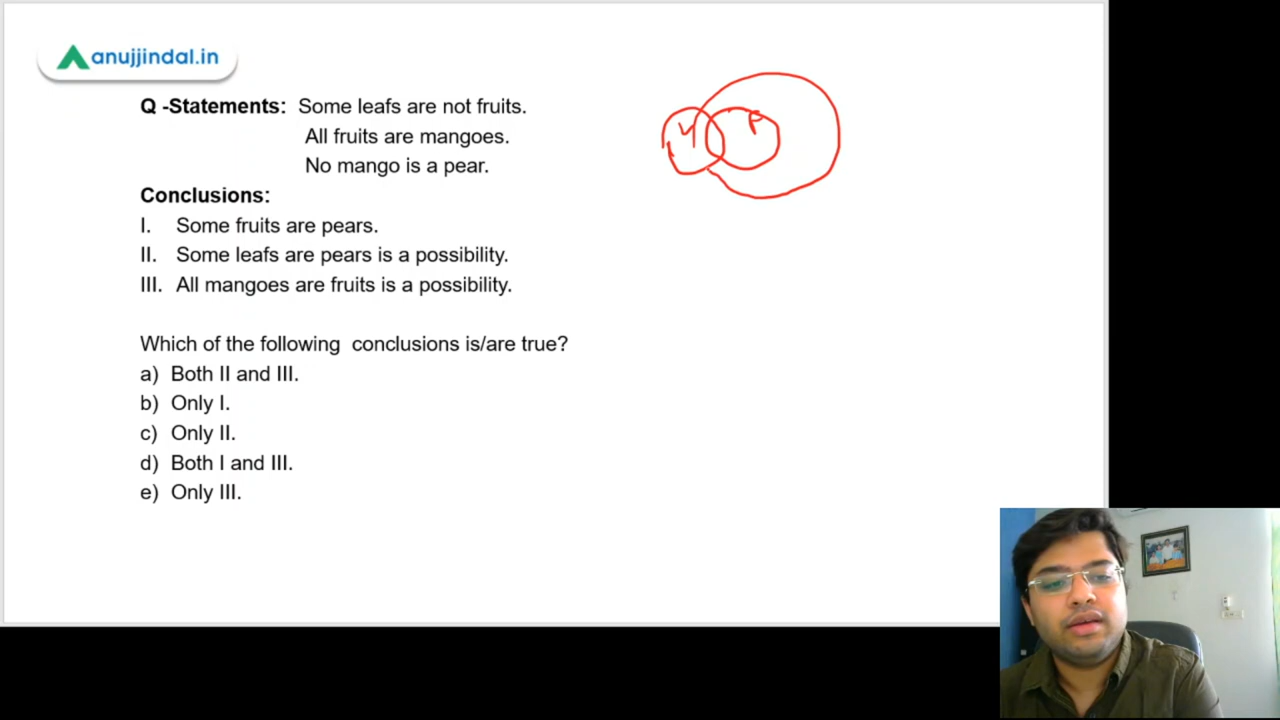 anujjindal.in
Q -Statements: Some leafs are not fruits.
All fruits are mangoes.
No mango is a pear.
Conclusions:
I. Some fruits are pears.
II. Some leafs are pears is a possibility.
III. All mangoes are fruits is a possibility.
Which of the following conclusions is/are true?
a) Both II and III.
b) Only I.
c) Only II.
d) Both I and III.
e) Only III.